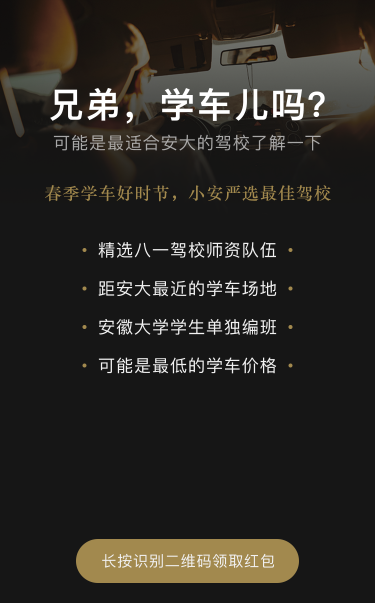 兄弟，学车儿吗?
可能是最适合安大的驾校了解一下
春季学车好时节，小安严选最佳驾校
• 精选八一驾校师资队伍 •
• 距安大最近的学车场地 •
• 安徽大学学生单独编班 •
• 可能是最低的学车价格 •
长按识别二维码领取红包